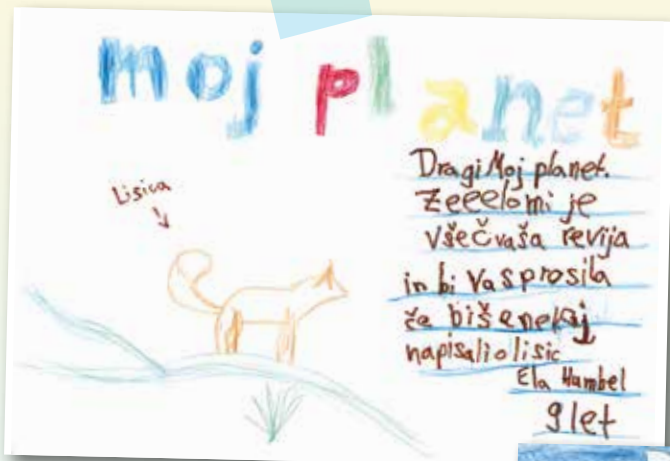 moj planet
Lisica
Dragi Moj planet.
Zeeelo mi je
všeč vaša revija
in bi Vas prosila
če bi še nekaj
napisali o lisic
Ela Humbel
9 let